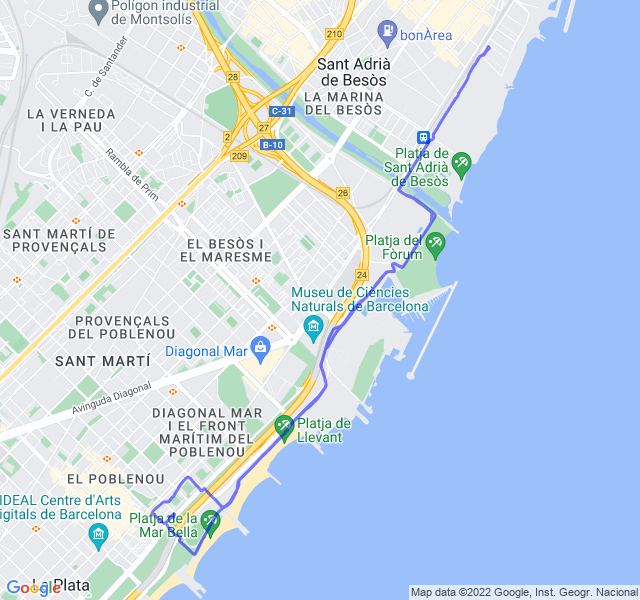 Polígon industrial
de Montsolís
bonÀrea
210
Sant Adrià
de Besòs
28
LA MARINA
DEL BESÒS
C. de Santander
C-31
LA VERNEDA
I LA PAU
27
2
B-10
209
Platja de
Sant Adrià
de Besòs
Rambla de Prim
26
SANT MARTÍ DE
PROVENÇALS
EL BESÒS I
EL MARESME
Platja del
Fòrum
24
Museu de Ciències
Naturals de Barcelona
PROVENÇALS
DEL POBLENOU
Diagonal Mar
SANT MARTÍ
Avinguda Diagonal
DIAGONAL MAR
I EL FRONT
MARÍTIM DEL
POBLENOU
Platja de
Llevant
EL POBLENOU
IDEAL Centre d'Arts
Digitals de Barcelona
Platja de la
Mar Bella
La Plata
Google
Map data ©2022 Google, Inst. Geogr. Nacional